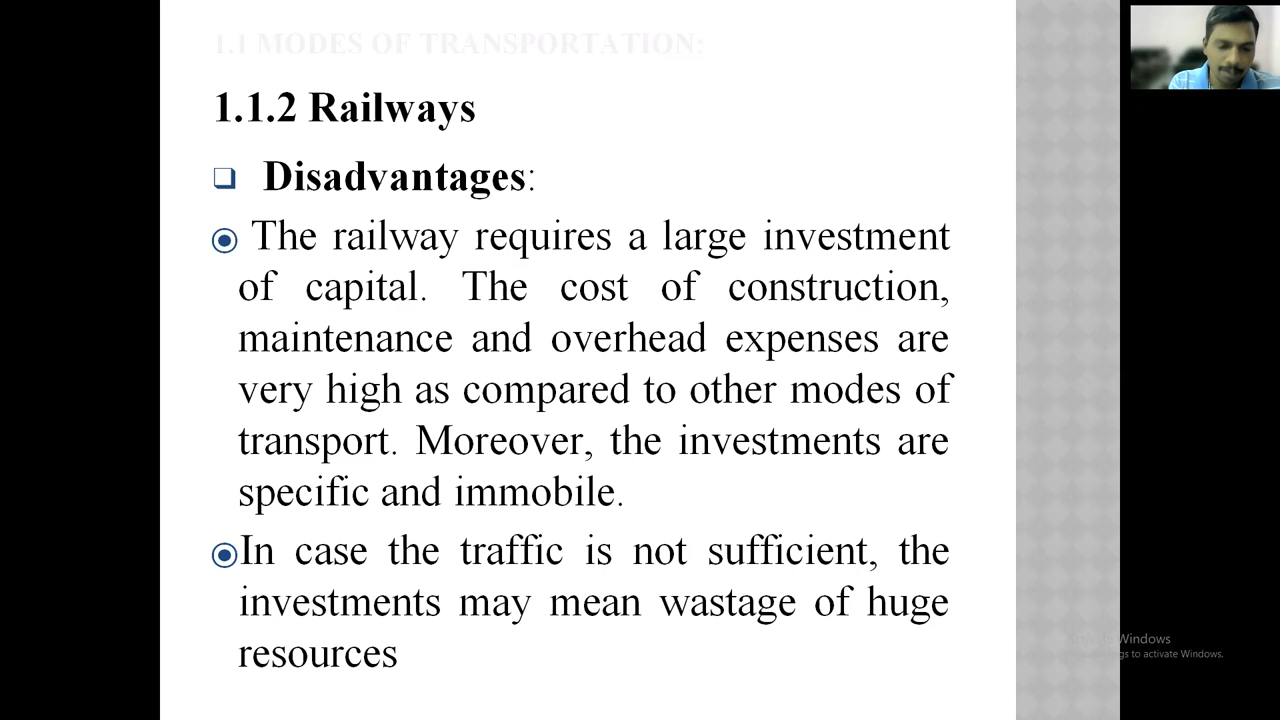 1.1 MODES OF TRANSPORTATION:
1.1.2 Railways
Disadvantages:
The railway requires a large investment
of capital. The cost of construction,
maintenance and overhead expenses are
very high as compared to other modes of
transport. Moreover, the investments are
specific and immobile.
In case the traffic is not sufficient, the
investments may mean wastage of huge
resources
Windows
to activate Windows.